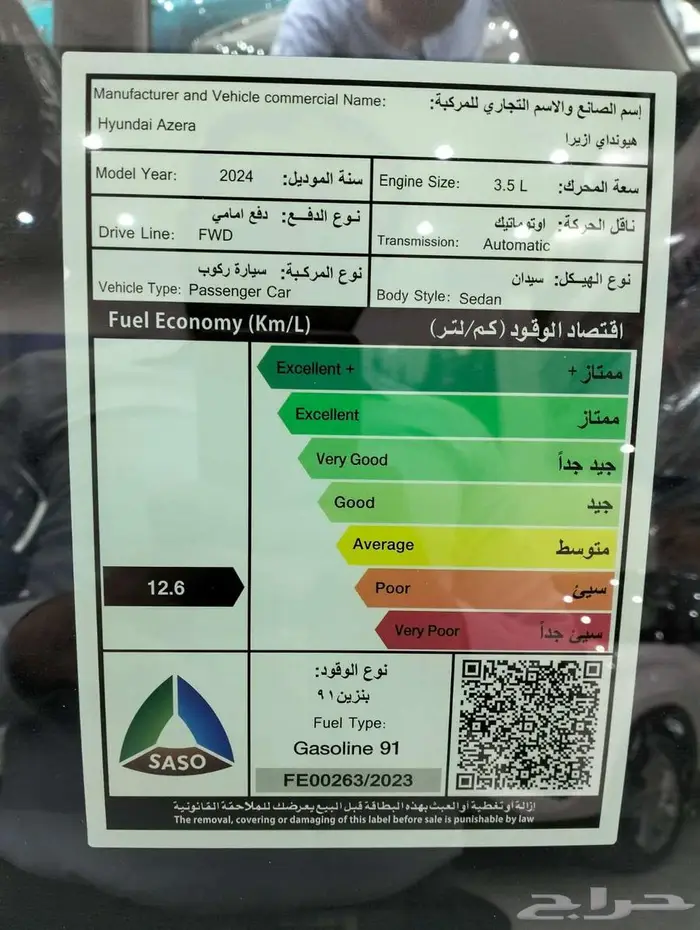 Manufacturer and Vehicle commercial Name: إسم الصانع والاسم التجاري للمركبة:
Hyundai Azera هيونداي ازيرا
Model Year: 2024 سنة الموديل:
Engine Size: 3.5 L سعة المحرك:
نوع الدفـــع: دفع امامي
Drive Line: FWD
ناقل الحركة: اوتوماتيك
Transmission: Automatic
نوع المركـبة: سيارة ركوب
Vehicle Type: Passenger Car
نوع الهيـكل: سيدان
Body Style: Sedan
Fuel Economy (Km/L) اقتصاد الوقود (كم/لتر)
Excellent + ممتاز +
Excellent ممتاز
Very Good جيد جداً
Good جيد
Average متوسط
12.6
Poor سيئ
Very Poor سيئ جداً
SASO
نوع الوقود:
بنزين ٩١
Fuel Type:
Gasoline 91
FE00263/2023
إزالة أو تغطية أو العبث بهذه البطاقة قبل البيع يعرضك للملاحقة القانونية
The removal, covering or damaging of this label before sale is punishable by law
حراج